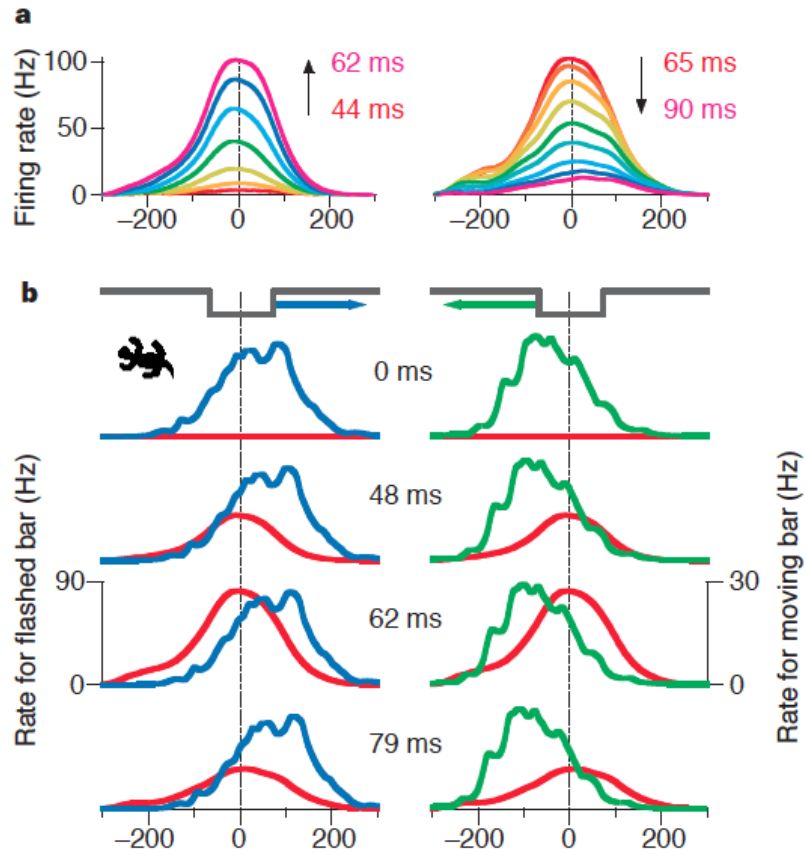 a
Firing rate (Hz)
100
50
0
62 ms
44 ms
65 ms
90 ms
−200 0 200
−200 0 200
b
0 ms
48 ms
62 ms
79 ms
Rate for flashed bar (Hz)
90
0
30
0
Rate for moving bar (Hz)
−200 0 200
−200 0 200